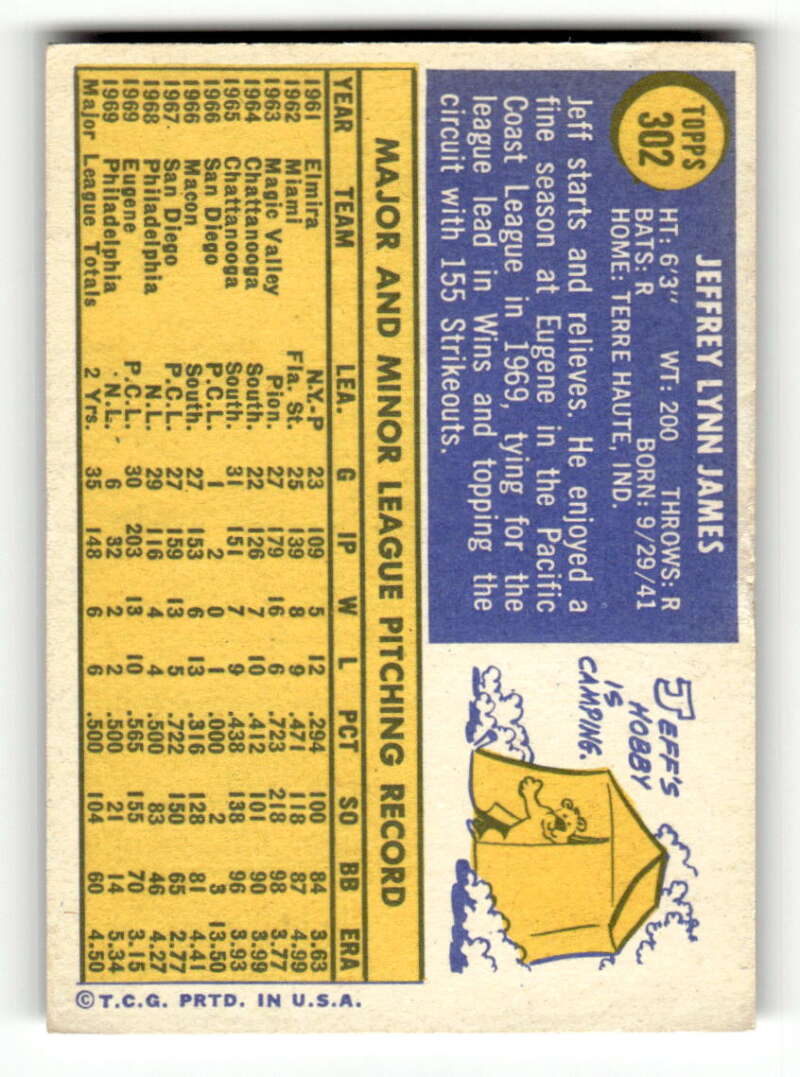 TOPPS
302
JEFFREY LYNN JAMES
HT: 6'3" WT: 200 THROWS: R
BATS: R BORN: 9/29/41
HOME: TERRE HAUTE, IND.
Jeff starts and relieves. He enjoyed a
fine season at Eugene in the Pacific
Coast League in 1969, tying for the
league lead in Wins and topping the
circuit with 155 Strikeouts.
JEFF'S
HOBBY
IS
CAMPING.
MAJOR AND MINOR LEAGUE PITCHING RECORD
YEAR TEAM LEA. G IP W L PCT SO BB ERA
1961 Elmira N.Y.-P 23 109 5 12 .294 100 84 3.63
1962 Miami Fla. St. 25 139 8 9 .471 118 87 4.99
1963 Magic Valley Pion. 27 179 16 6 .723 218 98 3.77
1964 Chattanooga South. 22 126 7 10 .412 101 90 3.99
1965 Chattanooga South. 31 151 7 9 .438 138 96 3.93
1966 San Diego P.C.L. 1 2 0 1 .000 2 3 13.50
1966 Macon South. 27 153 6 13 .316 128 81 4.41
1967 San Diego P.C.L. 27 159 13 5 .722 150 65 2.77
1968 Philadelphia N.L. 29 116 4 4 .500 83 46 4.27
1969 Eugene P.C.L. 30 203 13 10 .565 155 70 3.15
1969 Philadelphia N.L. 6 32 2 2 .500 21 14 5.34
Major League Totals 2 Yrs. 35 148 6 6 .500 104 60 4.50
©T.C.G. PRTD. IN U.S.A.